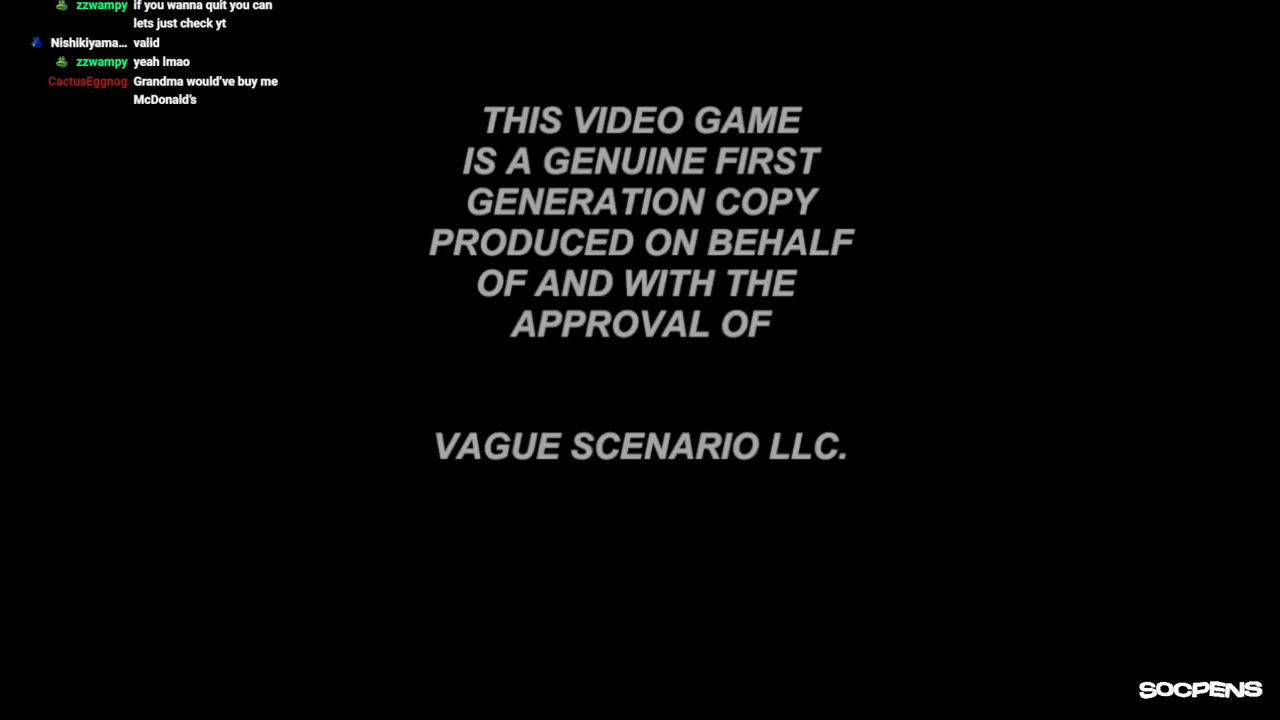 zzwampy if you wanna quit you can
lets just check yt
Nishikiyama... valid
zzwampy yeah lmao
CactusEggnog Grandma would've buy me
McDonald's
THIS VIDEO GAME
IS A GENUINE FIRST
GENERATION COPY
PRODUCED ON BEHALF
OF AND WITH THE
APPROVAL OF
VAGUE SCENARIO LLC.
SOCPENS